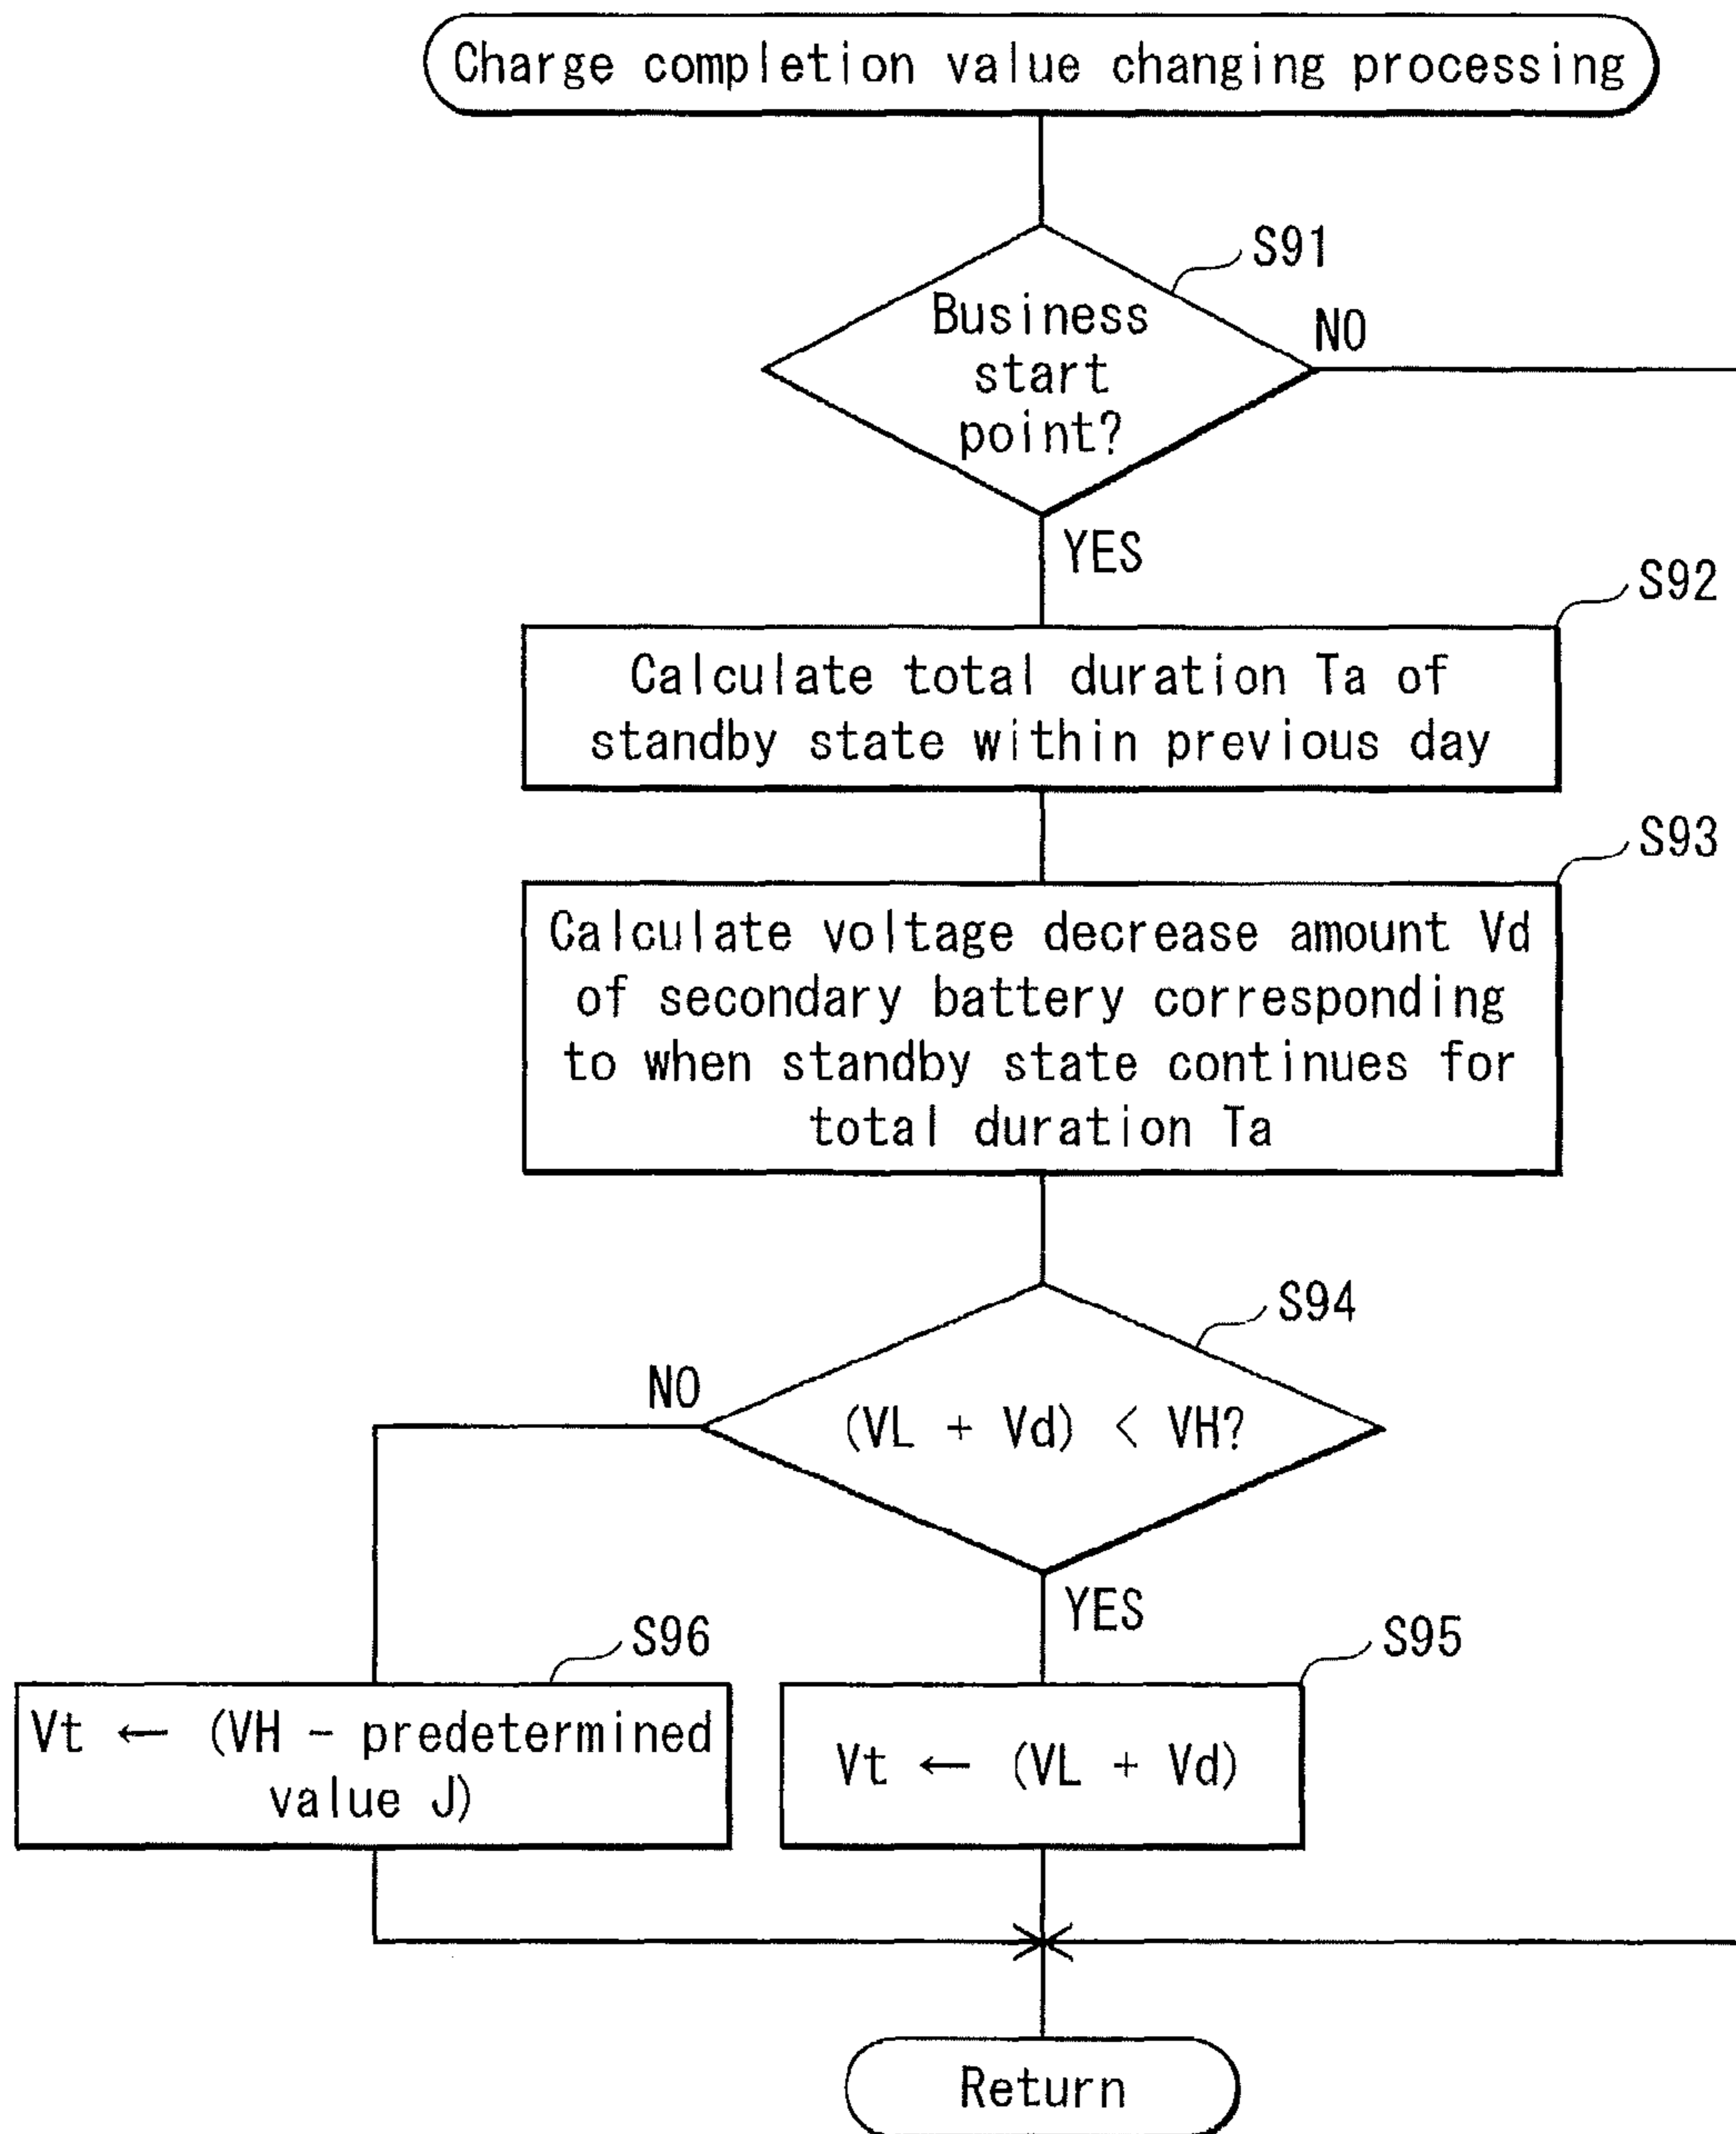 Charge completion value changing processing
S91
Business
start
point?
NO
YES
S92
Calculate total duration Ta of
standby state within previous day
S93
Calculate voltage decrease amount Vd
of secondary battery corresponding
to when standby state continues for
total duration Ta
S94
(VL + Vd) < VH?
NO
YES
S96
Vt ← (VH - predetermined
value J)
S95
Vt ← (VL + Vd)
Return